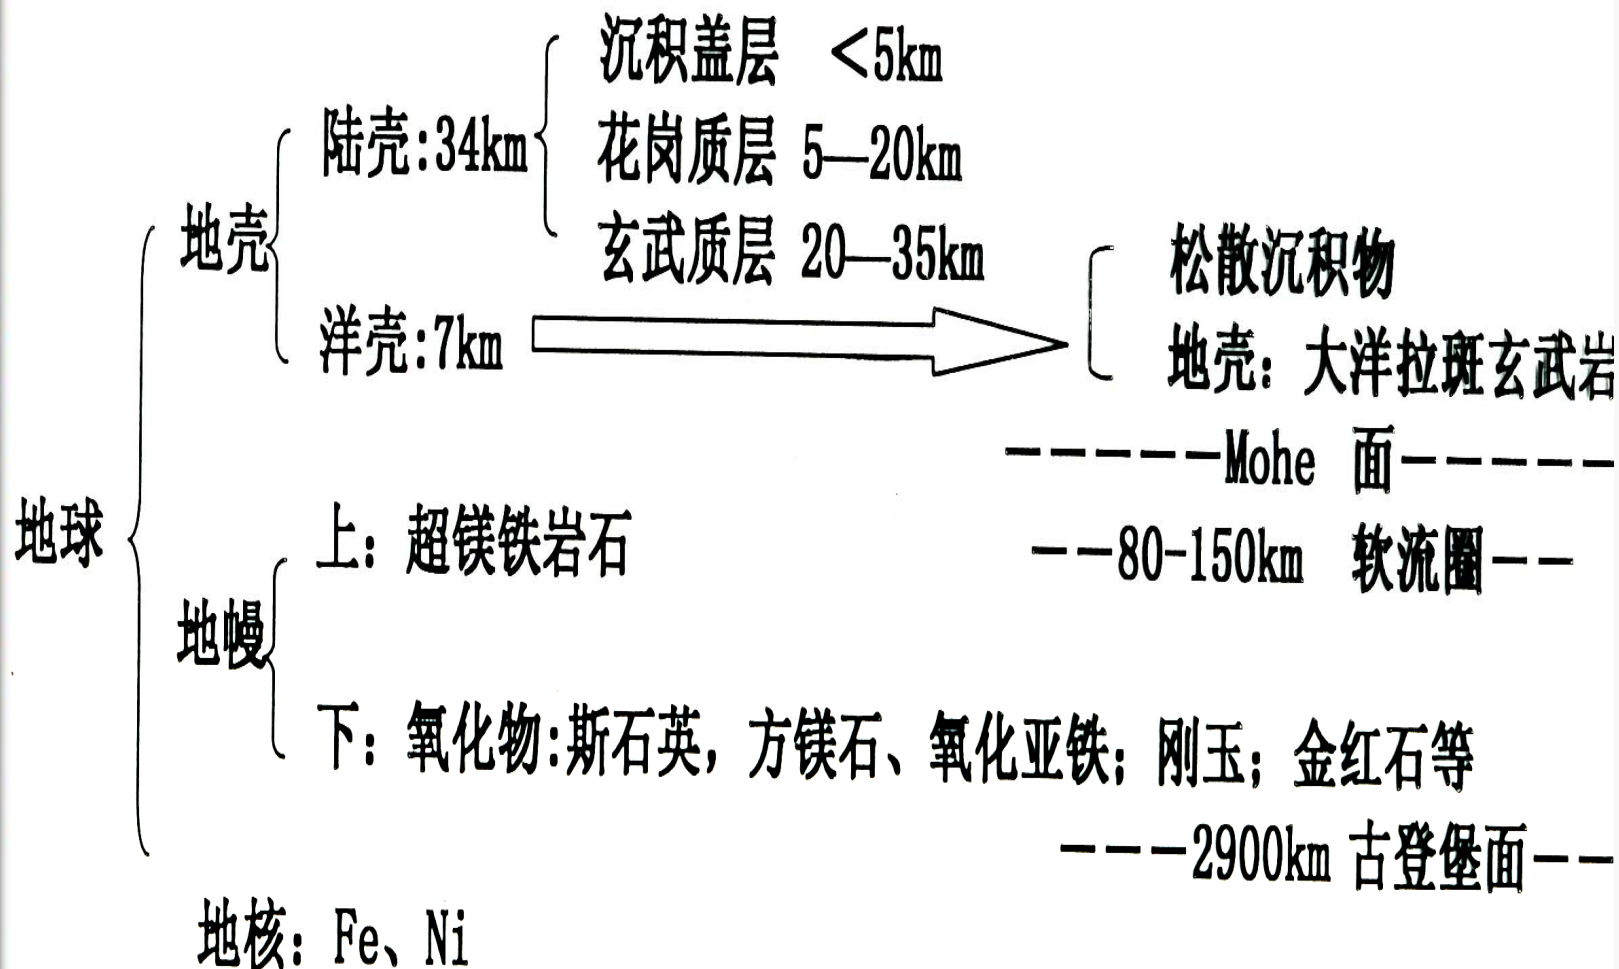 沉积盖层 <5km
陆壳:34km 花岗质层 5—20km
地壳 玄武质层 20—35km 松散沉积物
洋壳:7km 地壳：大洋拉斑玄武岩
-----Mohe 面-----
地球 上：超镁铁岩石 --80-150km 软流圈--
地幔
下：氧化物:斯石英，方镁石、氧化亚铁；刚玉；金红石等
---2900km 古登堡面--
地核：Fe、Ni